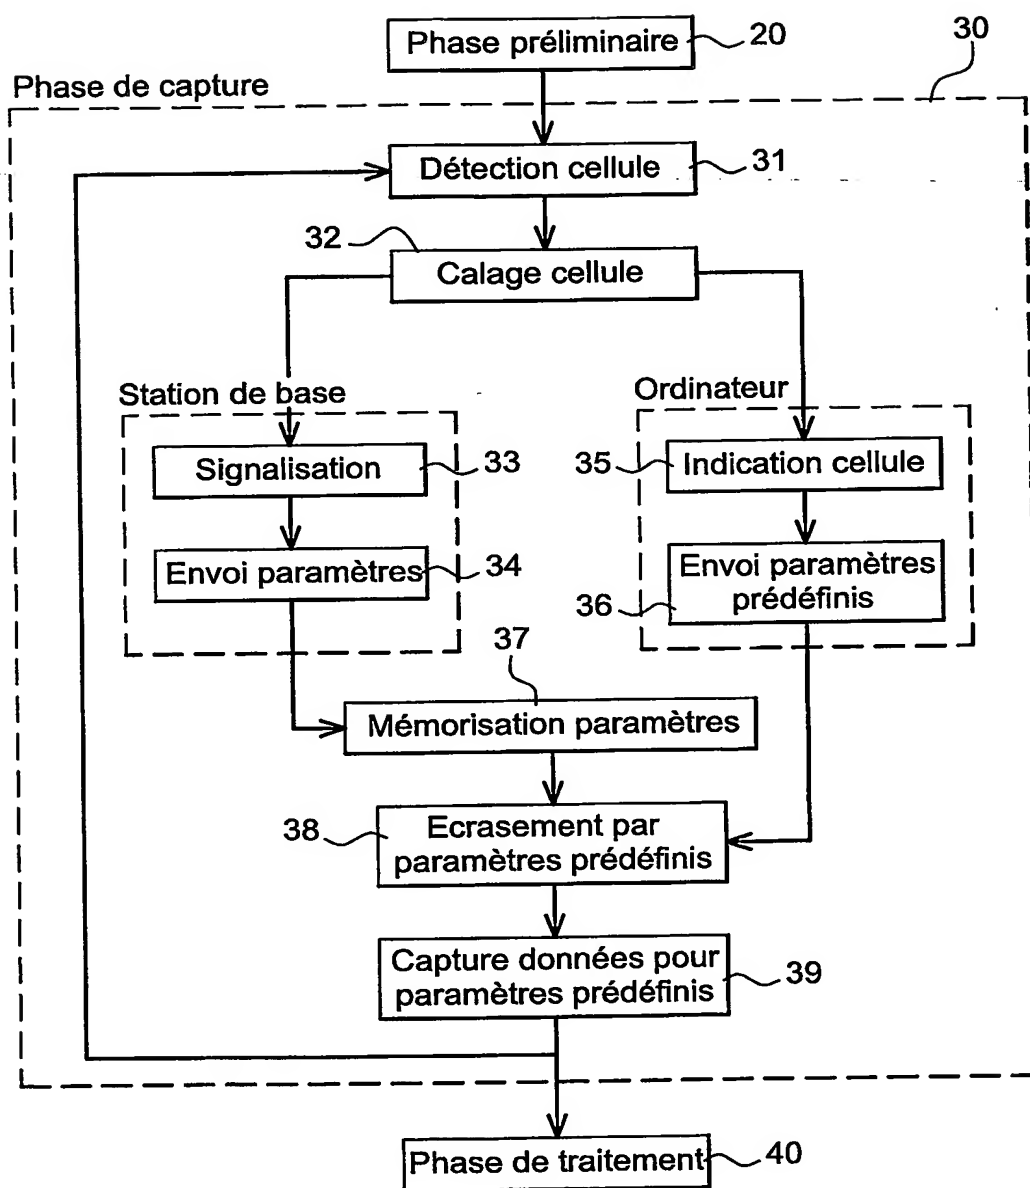 Phase préliminaire
20
30
Phase de capture
Détection cellule
31
32
Calage cellule
Station de base
Ordinateur
Signalisation
33
35
Indication cellule
Envoi paramètres
34
Envoi paramètres
prédéfinis
36
37
Mémorisation paramètres
38
Ecrasement par
paramètres prédéfinis
Capture données pour
paramètres prédéfinis
39
Phase de traitement
40